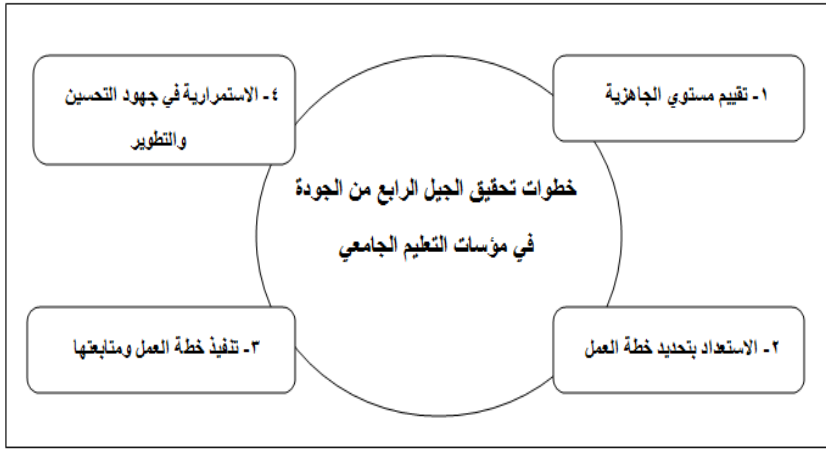 خطوات تحقيق الجيل الرابع من الجودة
في مؤسات التعليم الجامعي
١- تقييم مستوي الجاهزية
٢- الاستعداد بتحديد خطة العمل
٣- تنفيذ خطة العمل ومتابعتها
٤- الاستمرارية في جهود التحسين
والتطوير